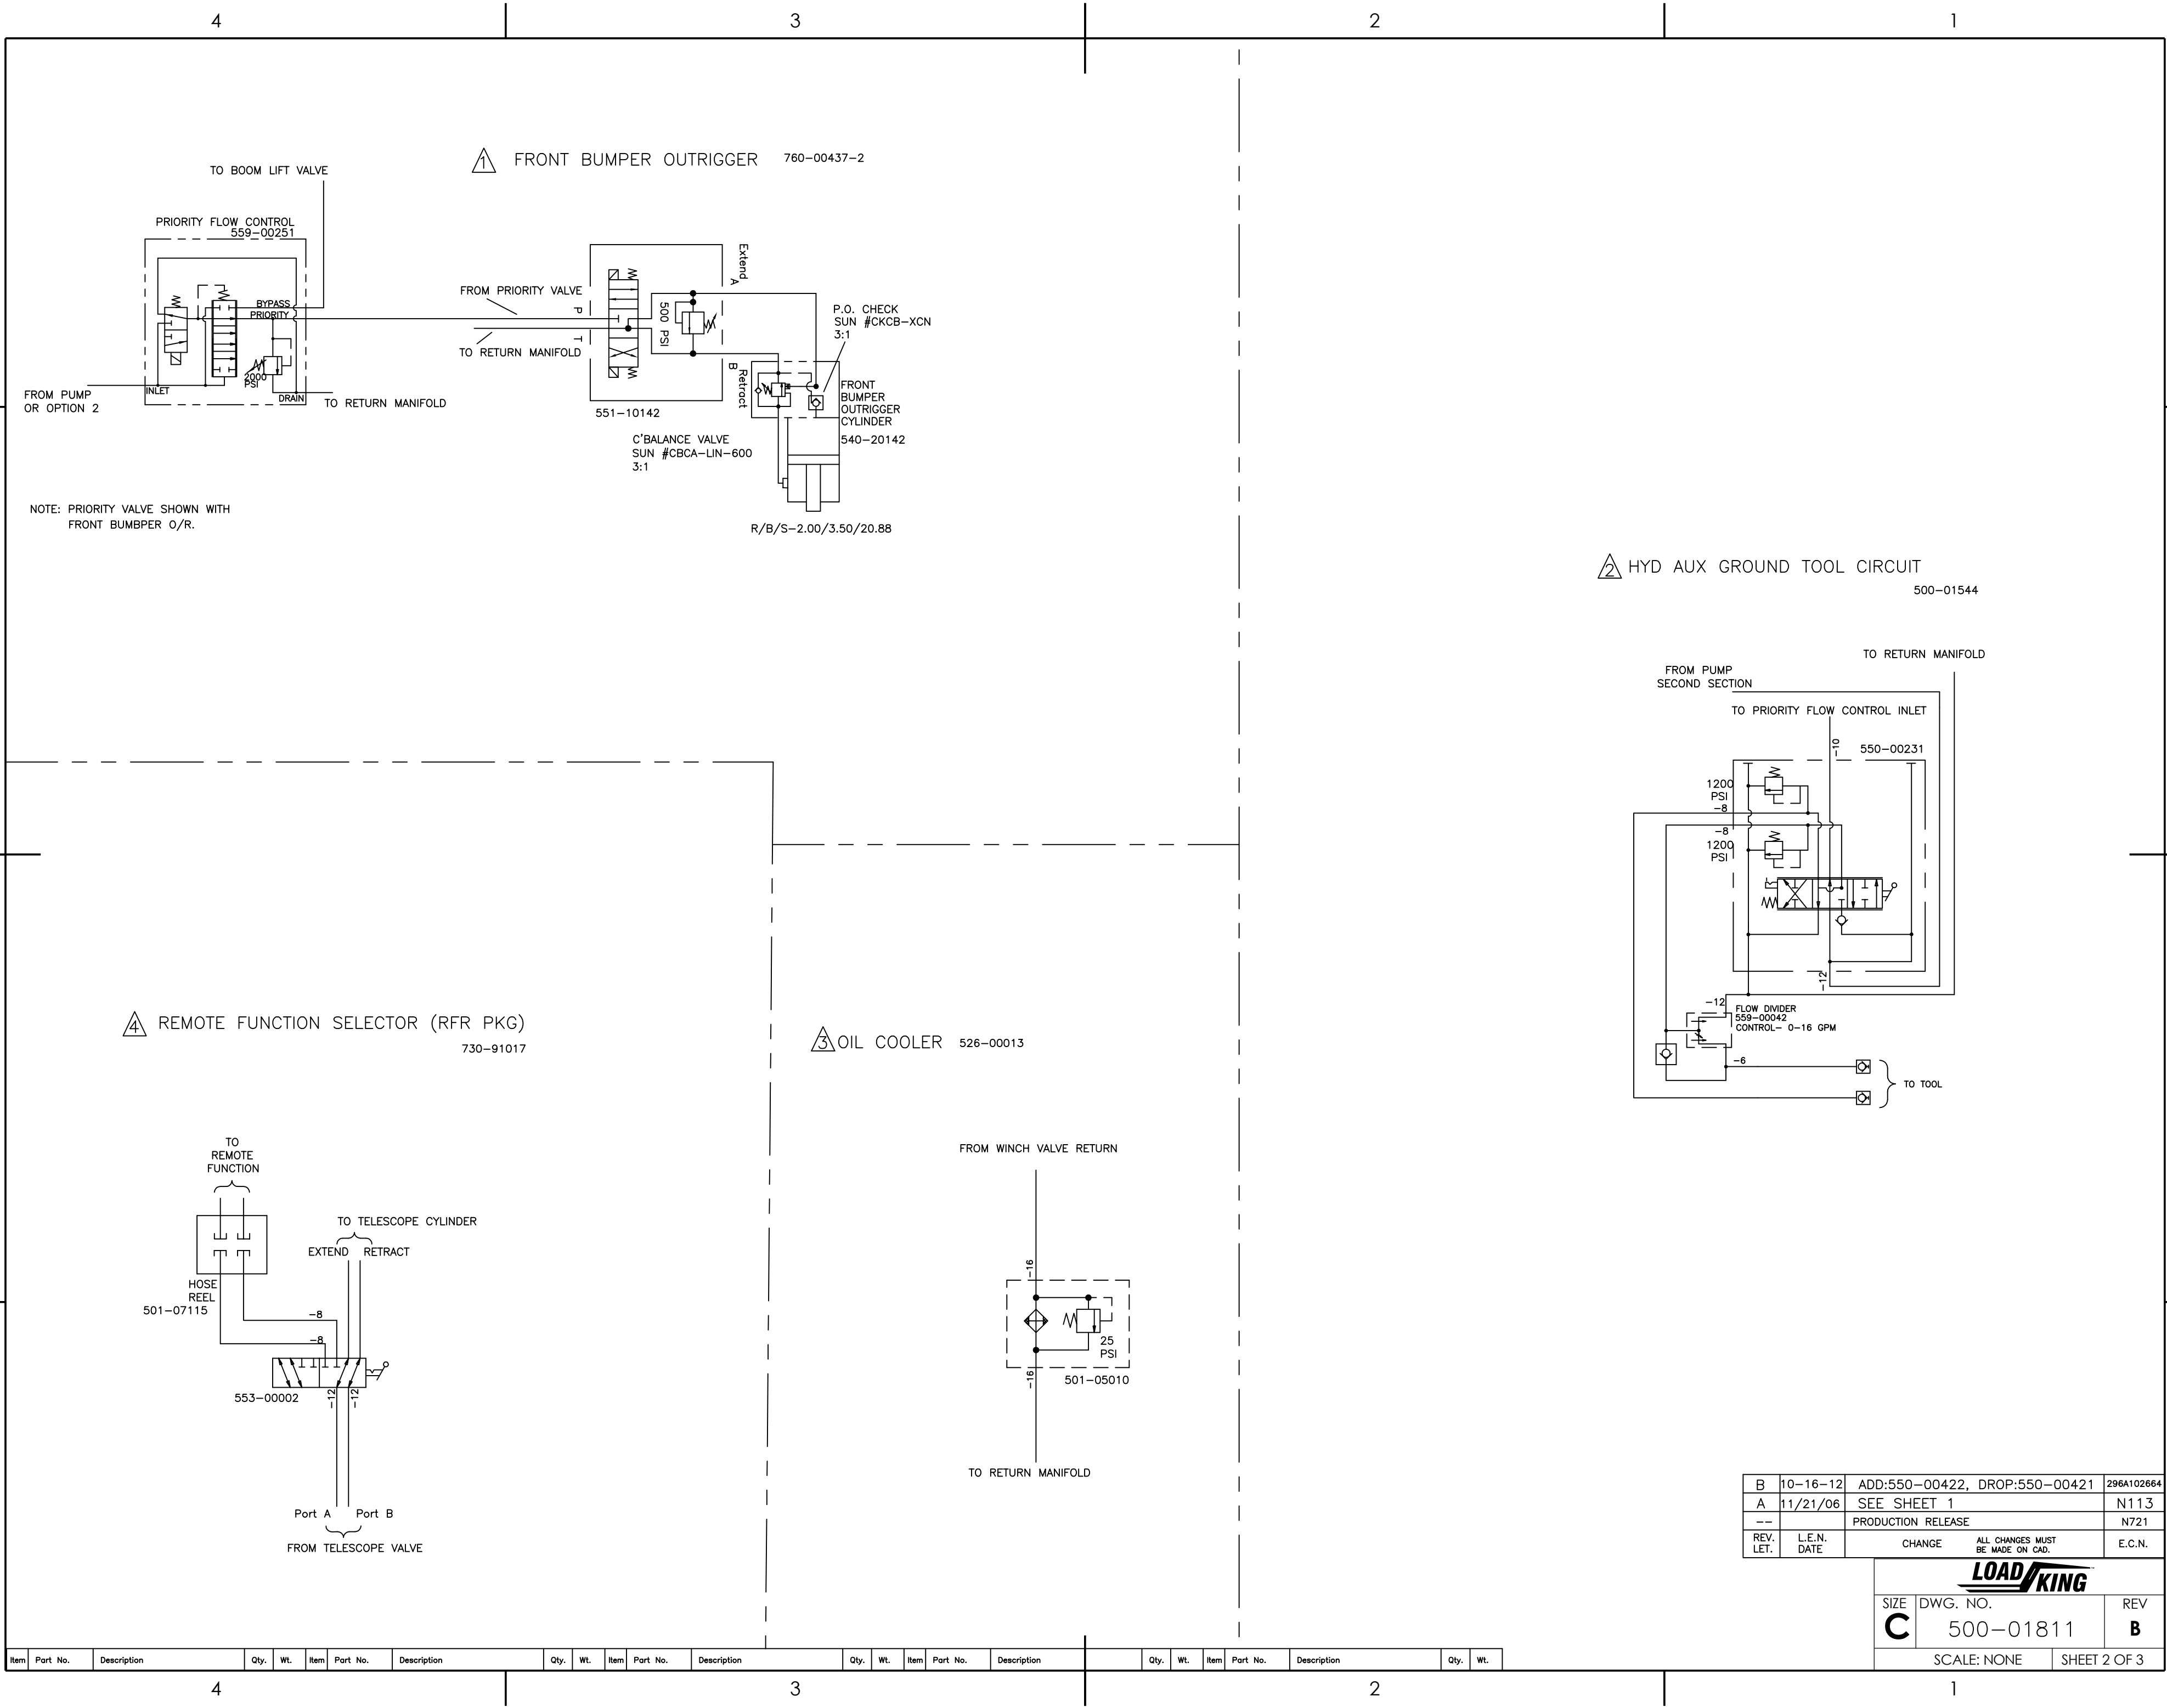 4
3
2
1
1 FRONT BUMPER OUTRIGGER 760-00437-2
TO BOOM LIFT VALVE
PRIORITY FLOW CONTROL
559-00251
BYPASS
PRIORITY
2000
PSI
INLET
DRAIN
FROM PUMP
OR OPTION 2
TO RETURN MANIFOLD
FROM PRIORITY VALVE
TO RETURN MANIFOLD
P
T
500 PSI
Extend
A
B
Retract
551-10142
P.O. CHECK
SUN #CKCB-XCN
3:1
FRONT
BUMPER
OUTRIGGER
CYLINDER
540-20142
C'BALANCE VALVE
SUN #CBCA-LIN-600
3:1
R/B/S-2.00/3.50/20.88
NOTE: PRIORITY VALVE SHOWN WITH
FRONT BUMBPER O/R.
2 HYD AUX GROUND TOOL CIRCUIT
500-01544
TO RETURN MANIFOLD
FROM PUMP
SECOND SECTION
TO PRIORITY FLOW CONTROL INLET
-10
550-00231
1200
PSI
-8
-8
1200
PSI
-12
-12
FLOW DIVIDER
559-00042
CONTROL- 0-16 GPM
-6
TO TOOL
4 REMOTE FUNCTION SELECTOR (RFR PKG)
730-91017
TO
REMOTE
FUNCTION
TO TELESCOPE CYLINDER
EXTEND RETRACT
HOSE
REEL
501-07115
-8
-8
553-00002
-12
-12
Port A Port B
FROM TELESCOPE VALVE
3 OIL COOLER 526-00013
FROM WINCH VALVE RETURN
-16
25
PSI
-16
501-05010
TO RETURN MANIFOLD
B 10-16-12 ADD:550-00422, DROP:550-00421 296A102664
A 11/21/06 SEE SHEET 1 N113
-- PRODUCTION RELEASE N721
REV. LET. L.E.N. DATE CHANGE ALL CHANGES MUST BE MADE ON CAD. E.C.N.
LOAD KING
SIZE DWG. NO. REV
C 500-01811 B
SCALE: NONE SHEET 2 OF 3
Item Part No. Description Qty. Wt. Item Part No. Description Qty. Wt. Item Part No. Description Qty. Wt. Item Part No. Description Qty. Wt. Item Part No. Description Qty. Wt.
4
3
2
1